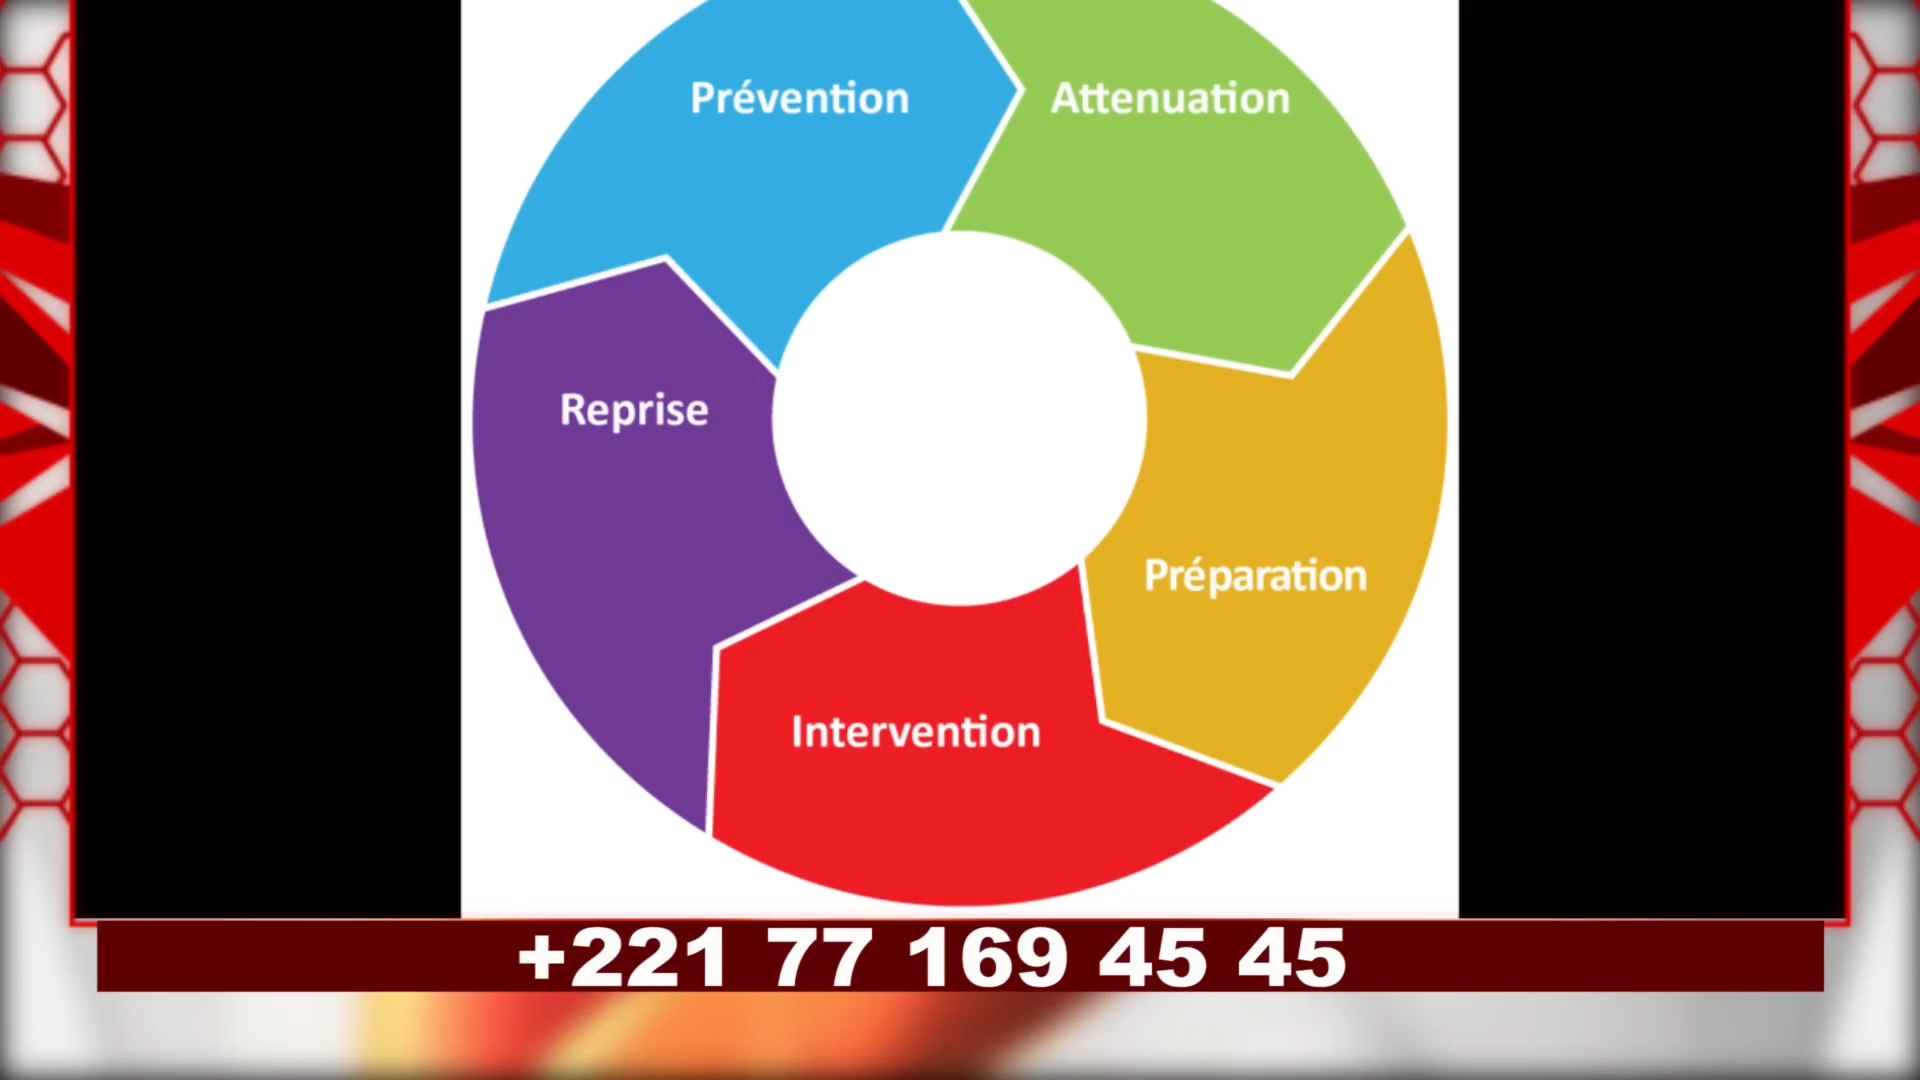 Prévention
Attenuation
Reprise
Préparation
Intervention
+221 77 169 45 45